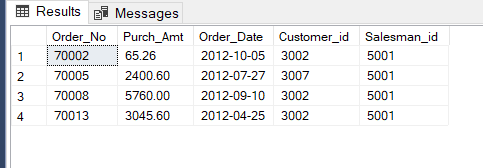 Results Messages
Order_No Purch_Amt Order_Date Customer_id Salesman_id
1 70002 65.26 2012-10-05 3002 5001
2 70005 2400.60 2012-07-27 3007 5001
3 70008 5760.00 2012-09-10 3002 5001
4 70013 3045.60 2012-04-25 3002 5001